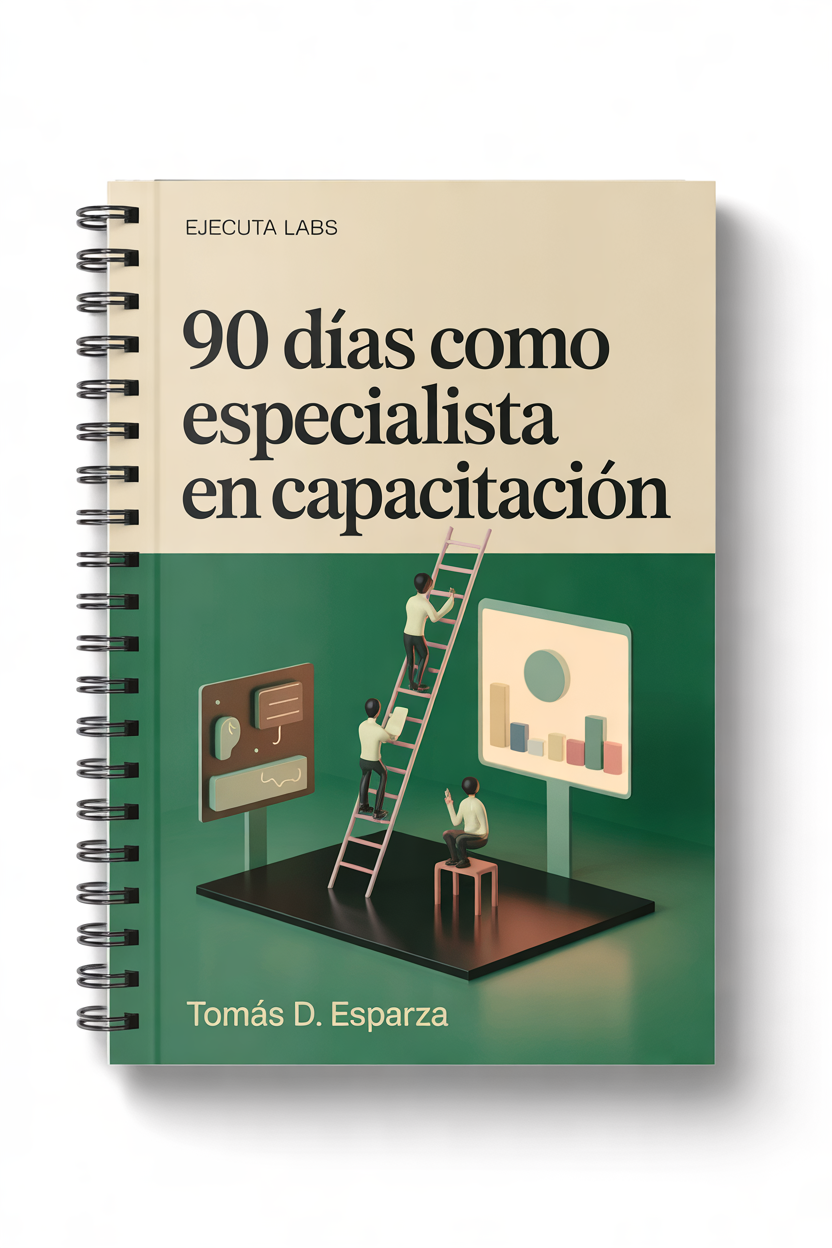 EJECUTA LABS
90 días como
especialista
en capacitación
Tomás D. Esparza